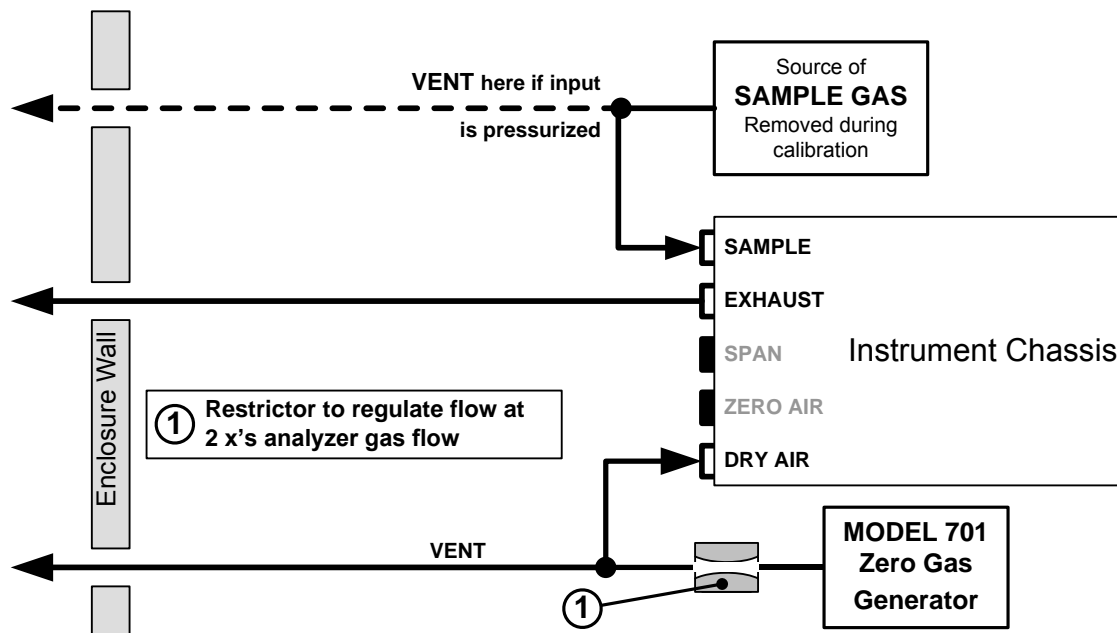 VENT here if input
is pressurized
Source of
SAMPLE GAS
Removed during
calibration
SAMPLE
EXHAUST
SPAN
ZERO AIR
DRY AIR
Instrument Chassis
Enclosure Wall
1 Restrictor to regulate flow at
2 x's analyzer gas flow
VENT
1
MODEL 701
Zero Gas
Generator